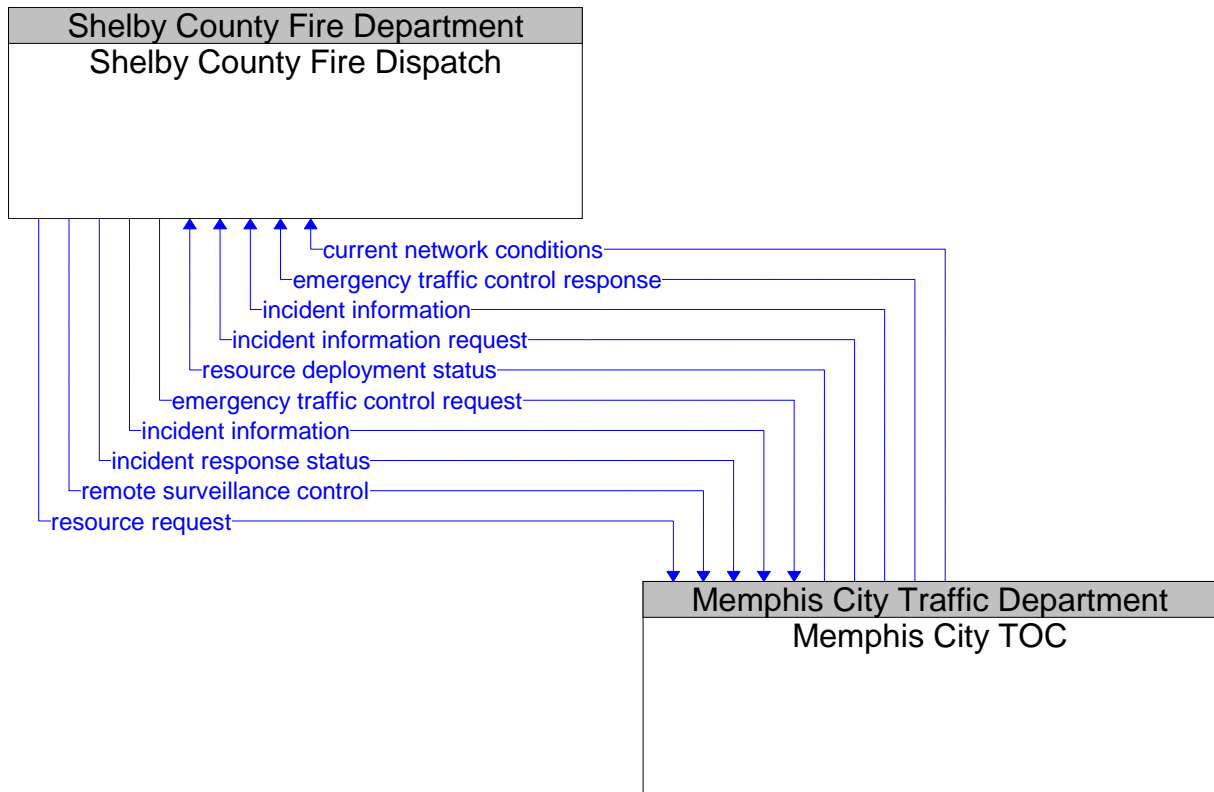 Shelby County Fire Department
Shelby County Fire Dispatch
current network conditions
emergency traffic control response
incident information
incident information request
resource deployment status
emergency traffic control request
incident information
incident response status
remote surveillance control
resource request
Memphis City Traffic Department
Memphis City TOC